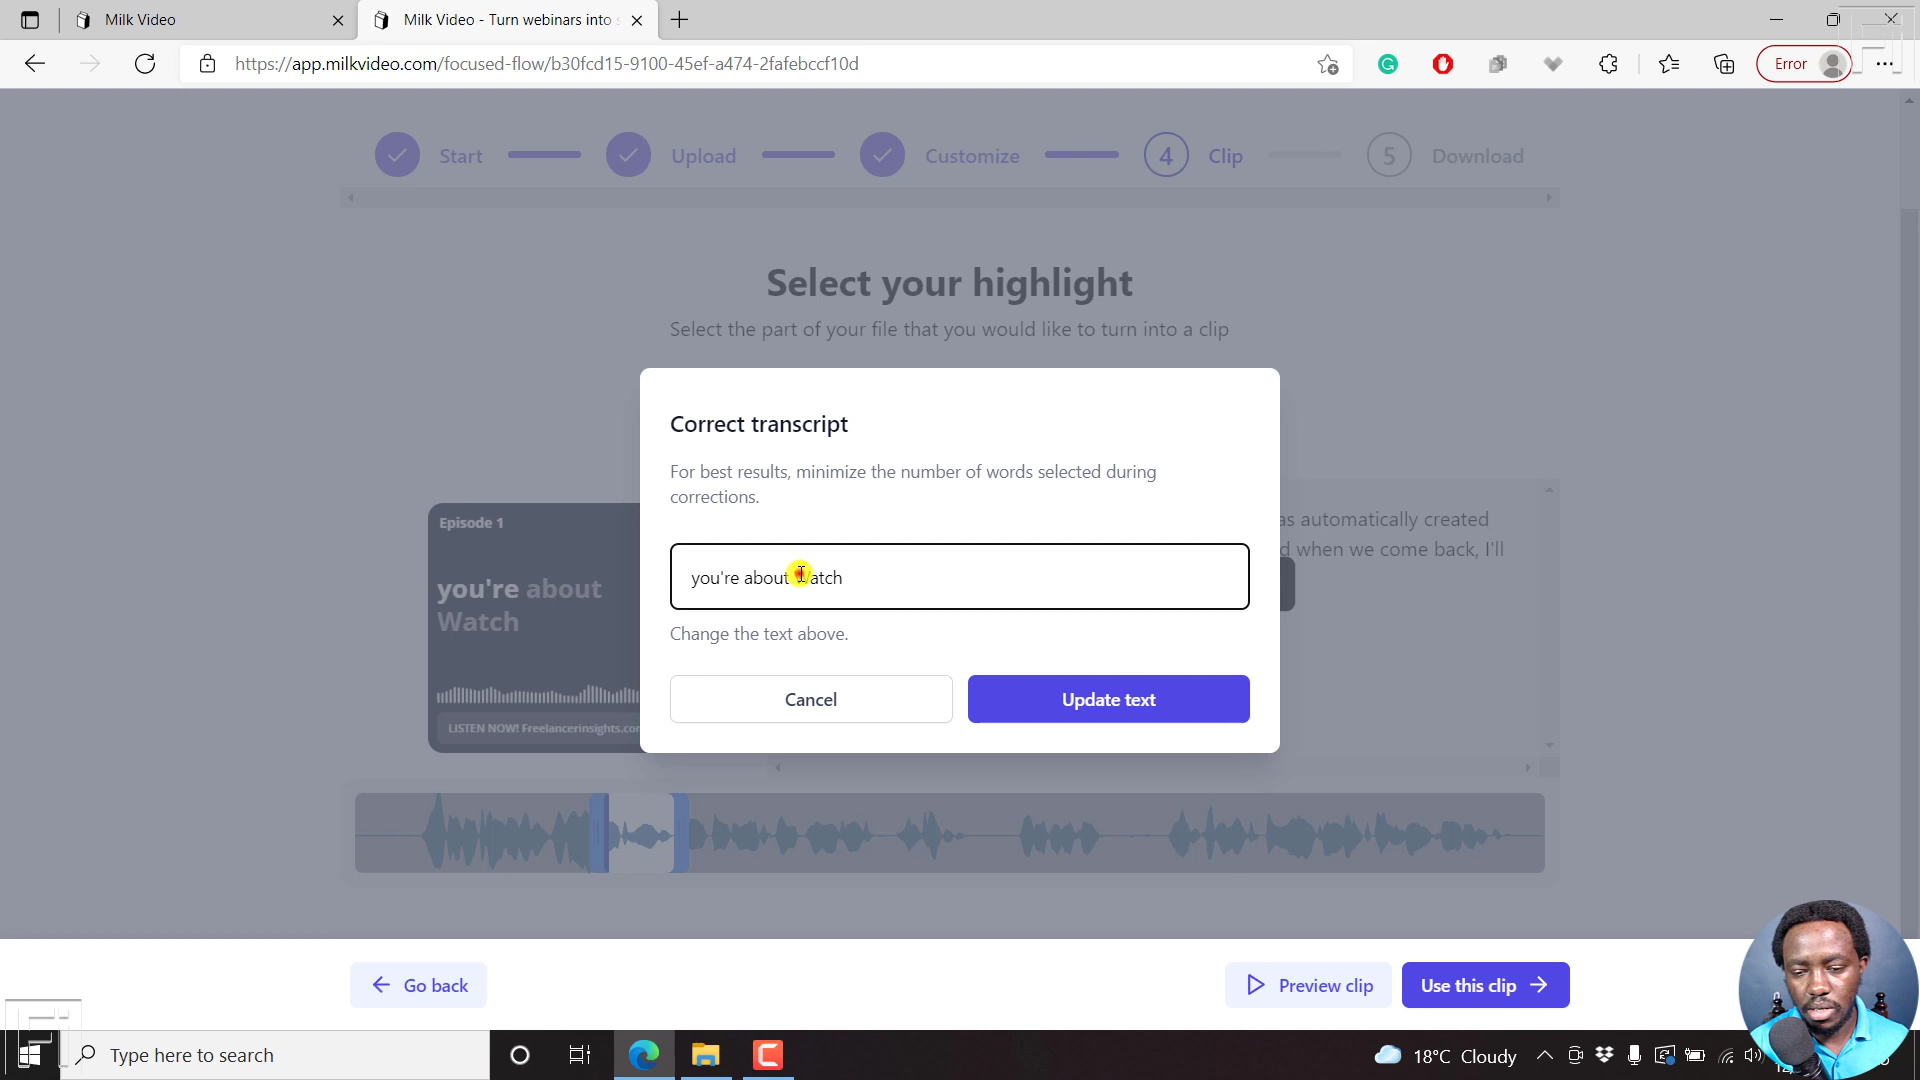 Milk Video
Milk Video - Turn webinars into s
https://app.milkvideo.com/focused-flow/b30fcd15-9100-45ef-a474-2fafebccf10d
Error
Start
Upload
Customize
4
Clip
5
Download
Select your highlight
Select the part of your file that you would like to turn into a clip
Correct transcript
For best results, minimize the number of words selected during
corrections.
Episode 1
as automatically created
d when we come back, I'll
you're about Watch
you're about
Watch
Change the text above.
Cancel
Update text
LISTEN NOW! Freelancerinsights.com
Go back
Preview clip
Use this clip
Type here to search
18°C Cloudy